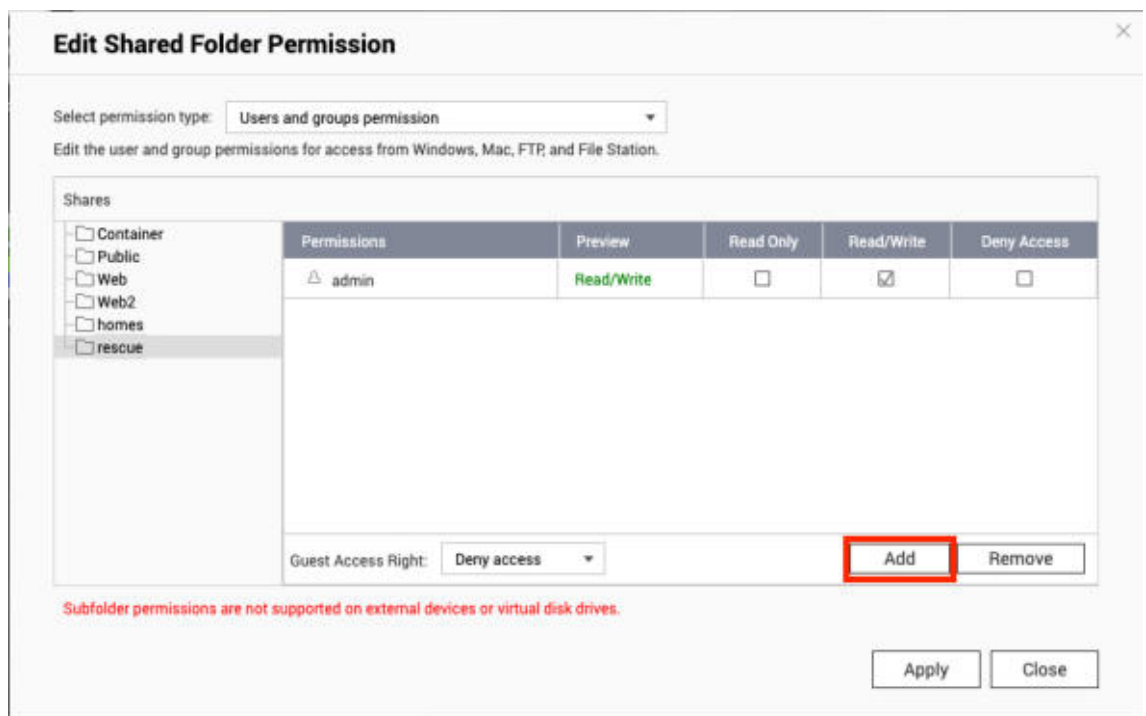 Edit Shared Folder Permission
Select permission type: Users and groups permission
Edit the user and group permissions for access from Windows, Mac, FTP, and File Station.
Shares
Container
Public
Web
Web2
homes
rescue
Permissions Preview Read Only Read/Write Deny Access
admin Read/Write
Guest Access Right: Deny access Add Remove
Subfolder permissions are not supported on external devices or virtual disk drives.
Apply Close